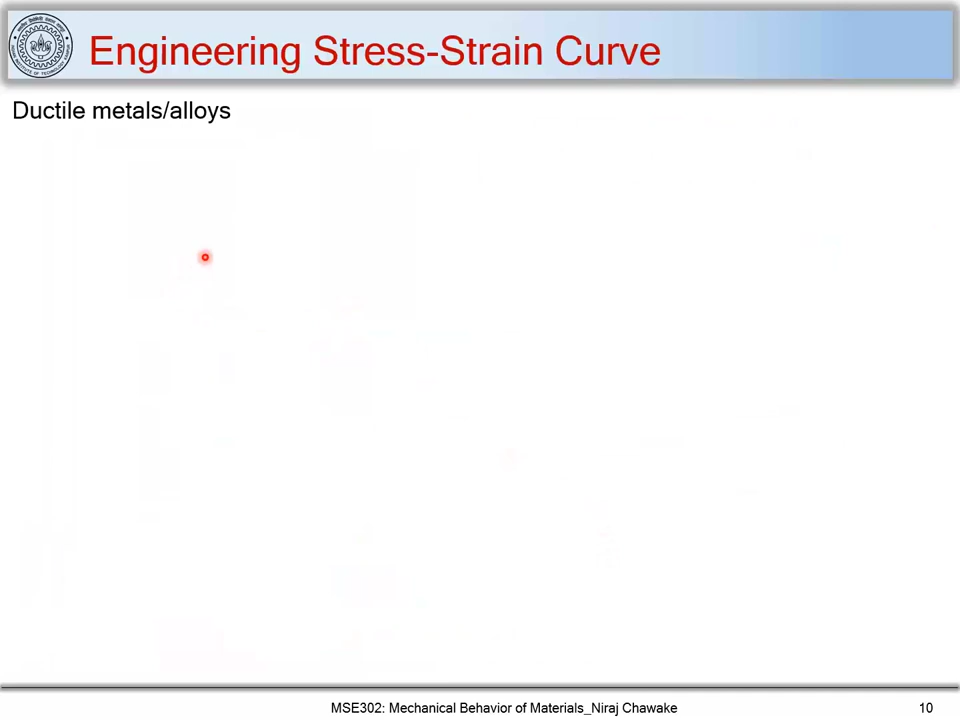 Engineering Stress-Strain Curve
Ductile metals/alloys
MSE302: Mechanical Behavior of Materials_Niraj Chawake
10